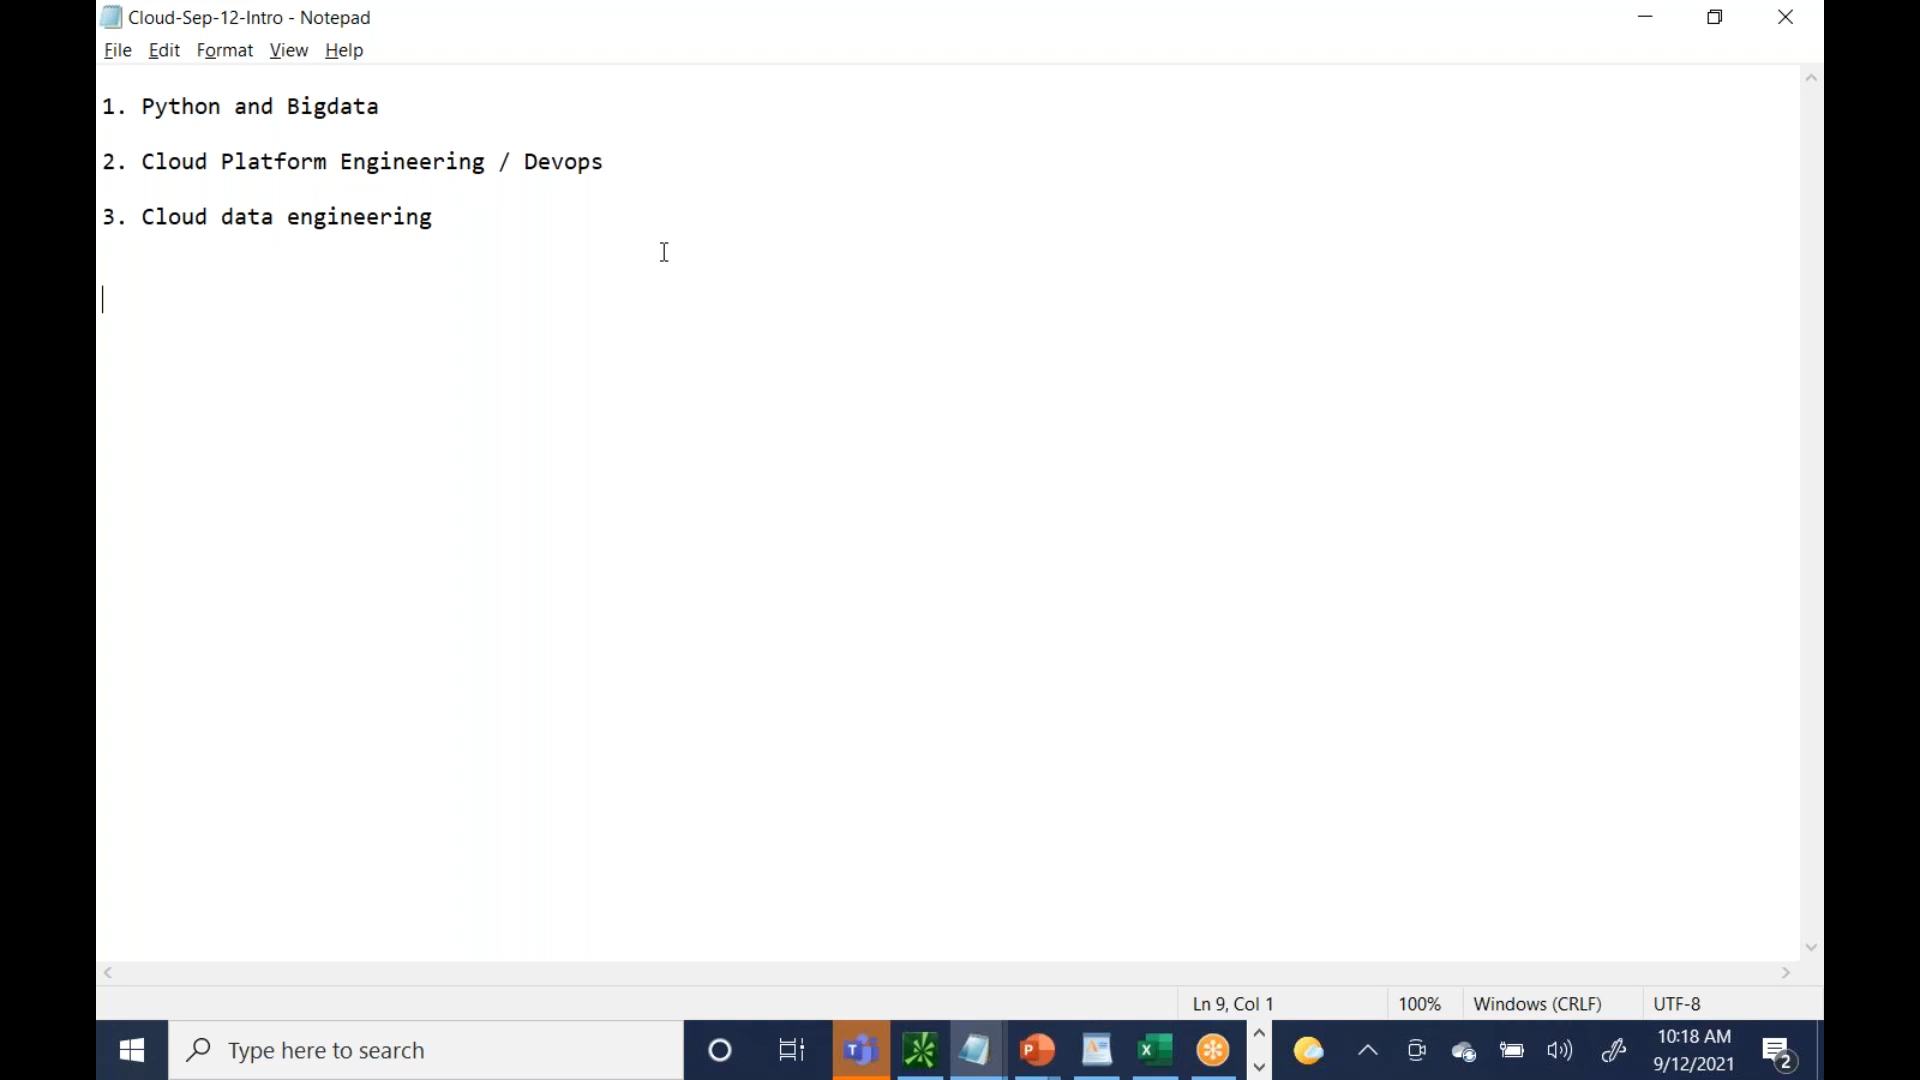 Cloud-Sep-12-Intro - Notepad
File Edit Format View Help
1. Python and Bigdata
2. Cloud Platform Engineering / Devops
3. Cloud data engineering
Ln 9, Col 1 100% Windows (CRLF) UTF-8
Type here to search
10:18 AM
9/12/2021
2